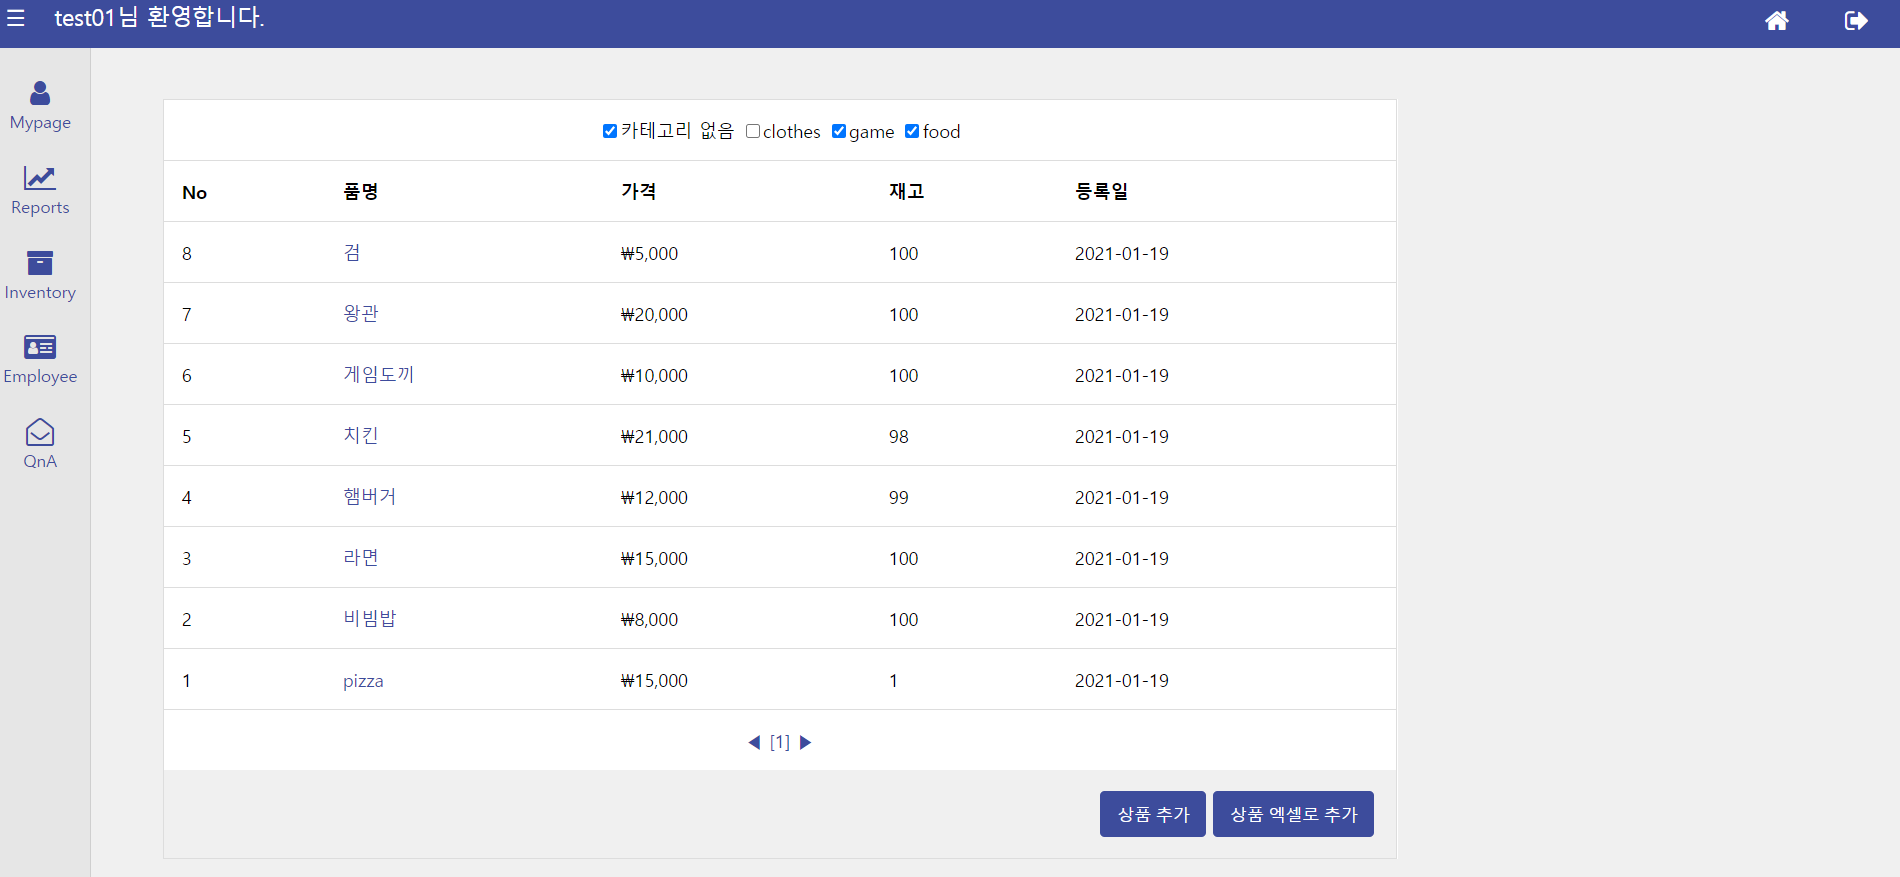 ☰ test01님 환영합니다.
Mypage
Reports
Inventory
Employee
QnA
카테고리 없음 clothes game food
No 품명 가격 재고 등록일
8 검 ₩5,000 100 2021-01-19
7 왕관 ₩20,000 100 2021-01-19
6 게임도끼 ₩10,000 100 2021-01-19
5 치킨 ₩21,000 98 2021-01-19
4 햄버거 ₩12,000 99 2021-01-19
3 라면 ₩15,000 100 2021-01-19
2 비빔밥 ₩8,000 100 2021-01-19
1 pizza ₩15,000 1 2021-01-19
◀ [1] ▶
상품 추가 상품 엑셀로 추가